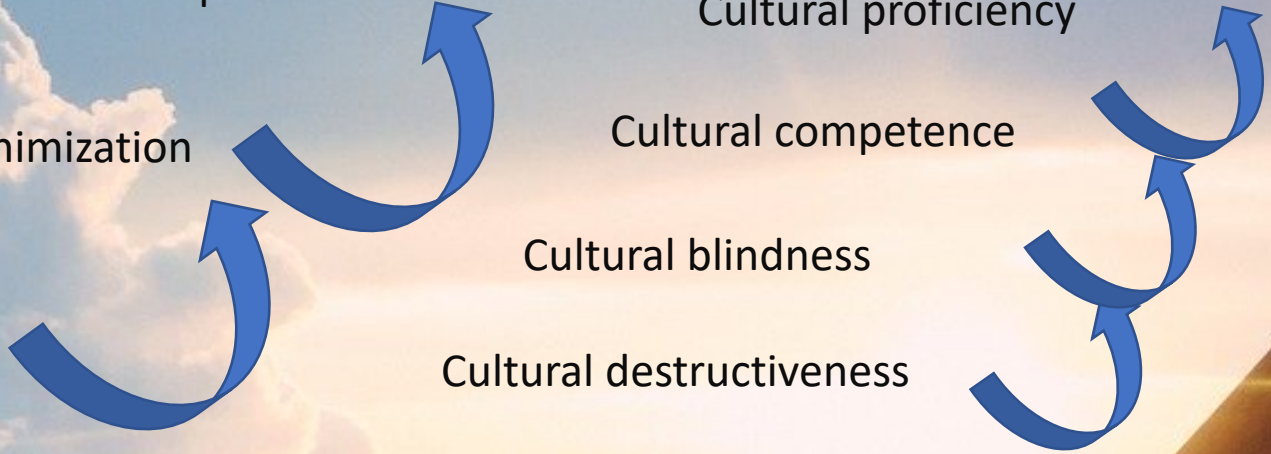 Cultural proficiency
nimization
Cultural competence
Cultural blindness
Cultural destructiveness